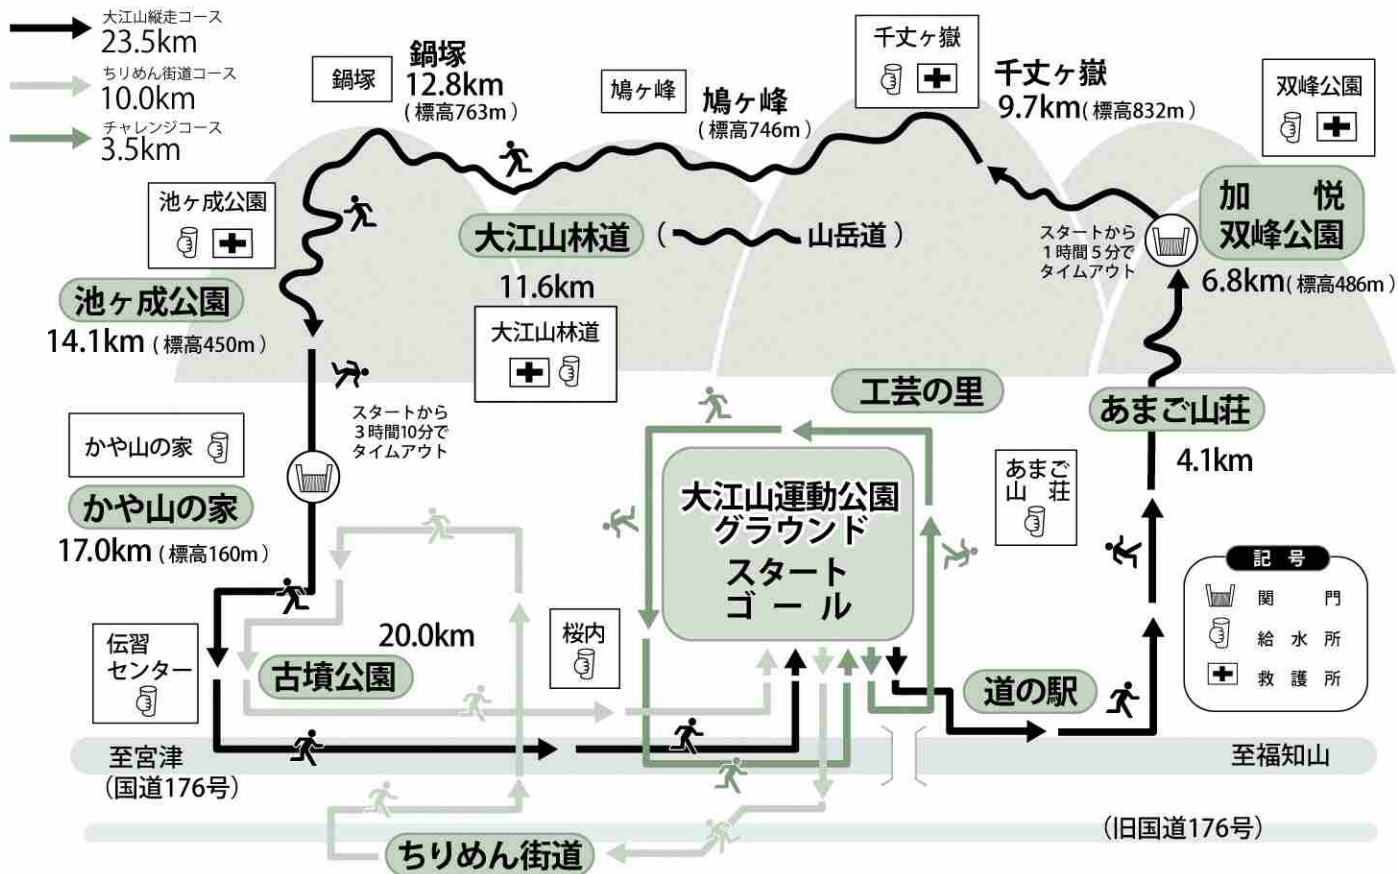 大江山縦走コース
23.5km
ちりめん街道コース
10.0km
チャレンジコース
3.5km
鍋塚
鍋塚
12.8km
(標高763m)
鳩ヶ峰
鳩ヶ峰
(標高746m)
千丈ヶ嶽
千丈ヶ嶽
9.7km(標高832m)
双峰公園
加悦
双峰公園
6.8km(標高486m)
スタートから
1時間5分で
タイムアウト
池ヶ成公園
池ヶ成公園
14.1km(標高450m)
大江山林道
(山岳道)
11.6km
大江山林道
スタートから
3時間10分で
タイムアウト
かや山の家
かや山の家
17.0km(標高160m)
工芸の里
あまご山荘
4.1km
あまご
山荘
大江山運動公園
グラウンド
スタート
ゴール
記号
関門
給水所
救護所
伝習
センター
20.0km
古墳公園
桜内
道の駅
至宮津
(国道176号)
至福知山
(旧国道176号)
ちりめん街道